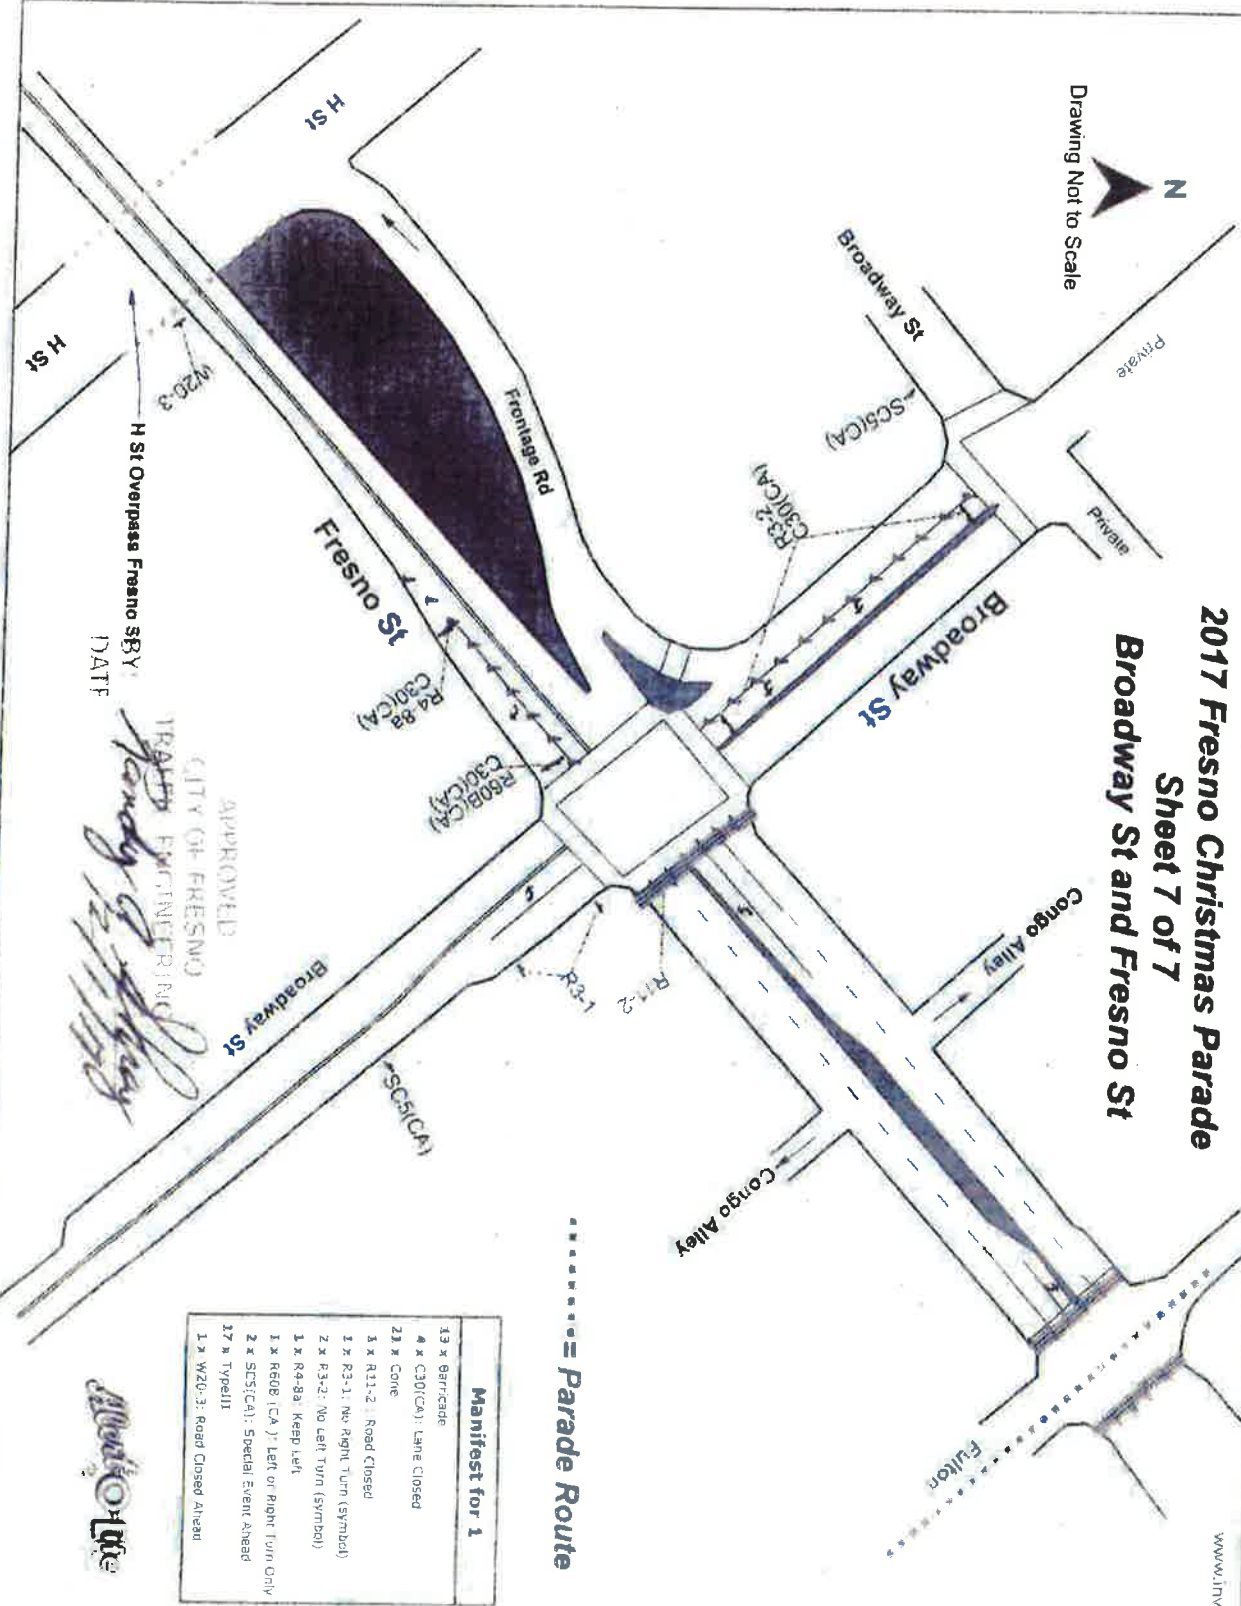 2017 Fresno Christmas Parade
Sheet 7 of 7
Broadway St and Fresno St
N
Drawing Not to Scale
www.inv
Private
Private
Broadway St
SC5(CA)
R3-2
C30(CA)
Broadway St
H St
Frontage Rd
Congo Alley
Fulton
H St
W20-3
H St Overpass Fresno St
Fresno St
R4-8a
C30(CA)
R60B(CA)
C30(CA)
R3-1
R11-2
Congo Alley
Broadway St
SC5(CA)
= Parade Route
APPROVED
CITY OF FRESNO
TRAFFIC ENGINEERING
BY
DATE
Manifest for 1
13 x Barricade
4 x C30(CA): Lane Closed
21 x Cone
1 x R11-2: Road Closed
1 x R3-1: No Right Turn (symbol)
2 x R3-2: No Left Turn (symbol)
1 x R4-8a: Keep Left
1 x R60B (CA): Left or Right Turn Only
2 x SC5(CA): Special Event Ahead
17 x TypeIII
1 x W20-3: Road Closed Ahead